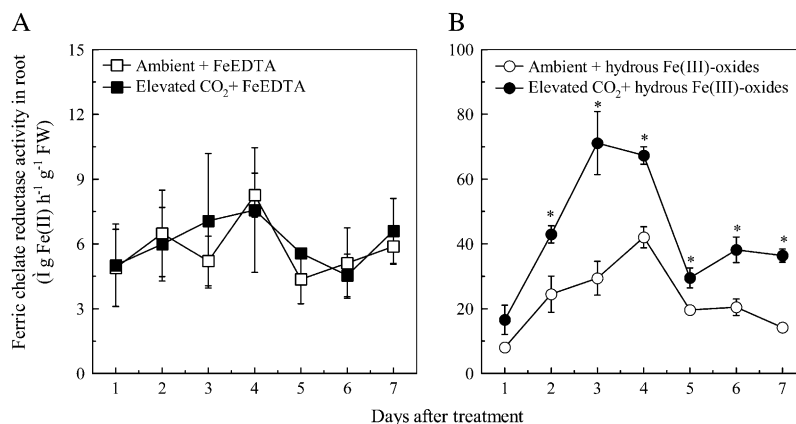 A
B
Ferric chelate reductase activity in root
(Ì g Fe(II) h⁻¹ g⁻¹ FW)
15
12
9
6
3
0
Ambient + FeEDTA
Elevated CO₂+ FeEDTA
1 2 3 4 5 6 7
100
80
60
40
20
0
Ambient + hydrous Fe(III)-oxides
Elevated CO₂+ hydrous Fe(III)-oxides
* * * * * *
1 2 3 4 5 6 7
Days after treatment